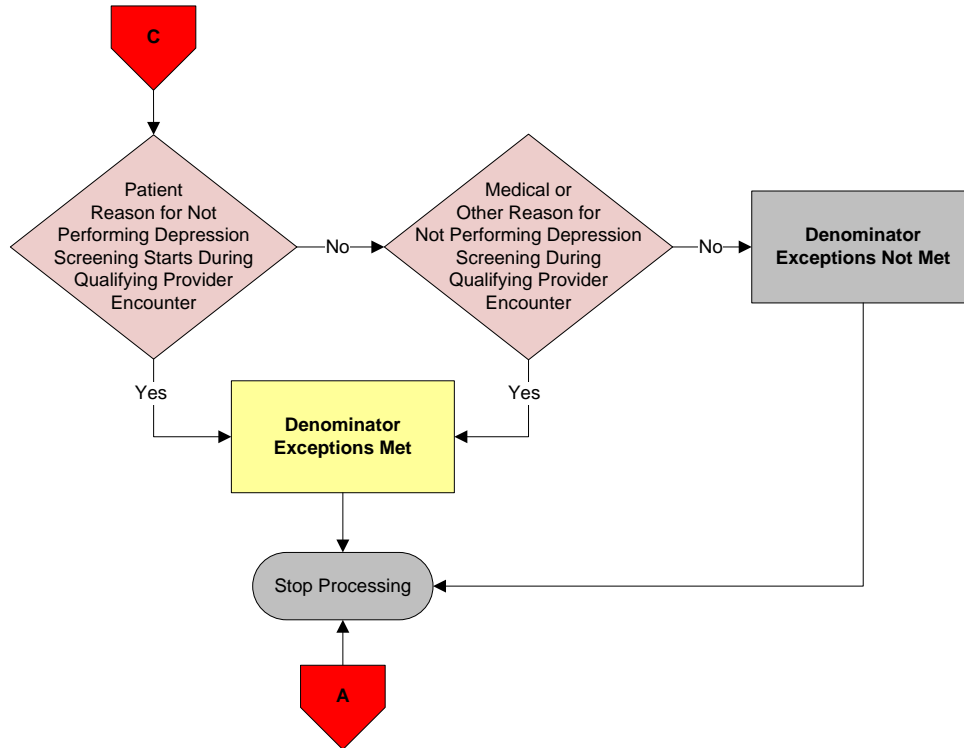 C
Patient
Reason for Not
Performing Depression
Screening Starts During
Qualifying Provider
Encounter
No
Medical or
Other Reason for
Not Performing Depression
Screening During
Qualifying Provider
Encounter
No
Denominator
Exceptions Not Met
Yes
Yes
Denominator
Exceptions Met
Stop Processing
A